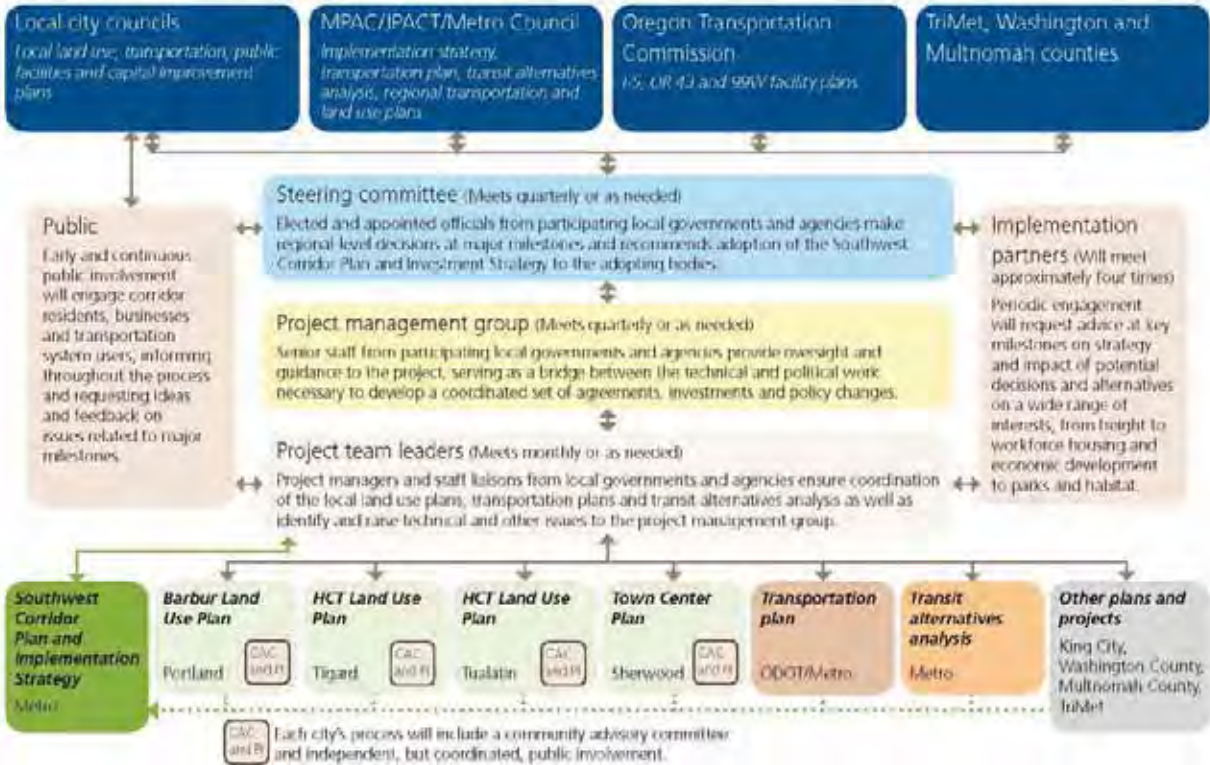 Local city councils
Local land use, transportation, public
facilities and capital improvement
plans
MPAC/JPACT/Metro Council
Implementation strategy,
transportation plan, transit alternatives
analysis, regional transportation and
land use plans
Oregon Transportation
Commission
I-5, OR 43 and 99W facility plans
TriMet, Washington and
Multnomah counties
Steering committee (Meets quarterly or as needed)
Elected and appointed officials from participating local governments and agencies make
regional level decisions at major milestones and recommends adoption of the Southwest
Corridor Plan and Investment Strategy to the adopting bodies.
Public
Early and continuous
public involvement
will engage corridor
residents, businesses
and transportation
system users, informing
throughout the process
and requesting ideas
and feedback on
issues related to major
milestones.
Implementation
partners (Will meet
approximately four times)
Periodic engagement
will request advice at key
milestones on strategy
and impact of potential
decisions and alternatives
on a wide range of
interests, from freight to
workforce housing and
economic development
to parks and habitat.
Project management group (Meets quarterly or as needed)
Senior staff from participating local governments and agencies provide oversight and
guidance to the project, serving as a bridge between the technical and political work
necessary to develop a coordinated set of agreements, investments and policy changes.
Project team leaders (Meets monthly or as needed)
Project managers and staff liaisons from local governments and agencies ensure coordination
of the local land use plans, transportation plans and transit alternatives analysis as well as
identify and raise technical and other issues to the project management group.
Southwest
Corridor
Plan and
Implementation
Strategy
Metro
Barbur Land
Use Plan
Portland
CAC
and PI
HCT Land Use
Plan
Tigard
CAC
and PI
HCT Land Use
Plan
Tualatin
CAC
and PI
Town Center
Plan
Sherwood
CAC
and PI
Transportation
plan
ODOT/Metro
Transit
alternatives
analysis
Metro
Other plans and
projects
King City,
Washington County,
Multnomah County,
TriMet
CAC
and PI
Each city's process will include a community advisory committee
and independent, but coordinated, public involvement.